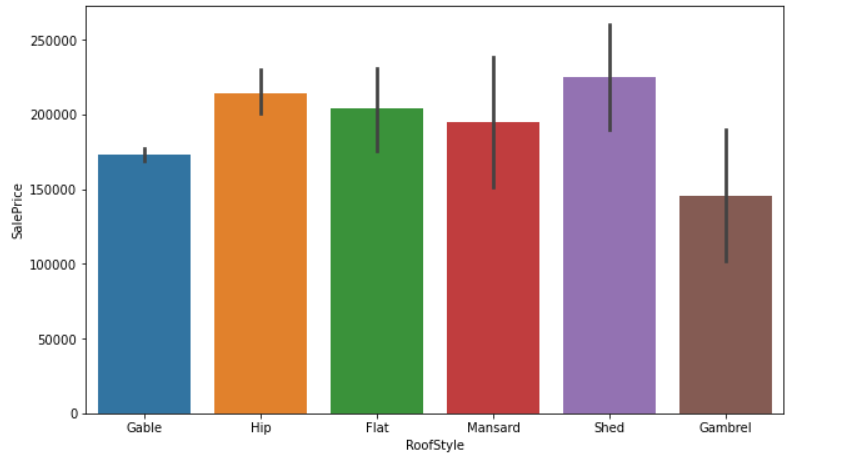 250000
200000
150000
100000
50000
0
SalePrice
Gable Hip Flat Mansard Shed Gambrel
RoofStyle